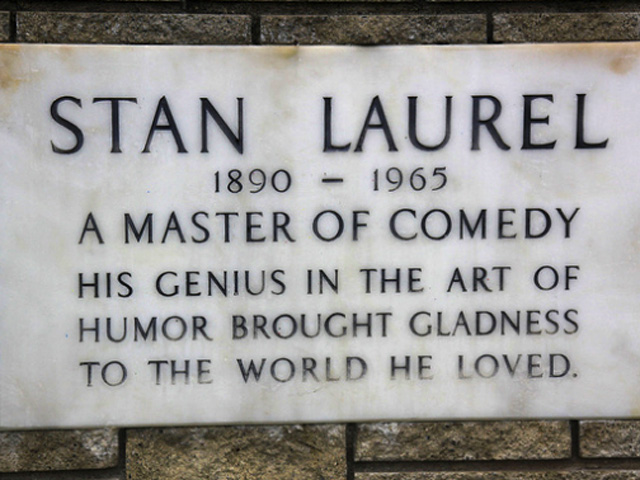 STAN LAUREL
1890 – 1965
A MASTER OF COMEDY
HIS GENIUS IN THE ART OF
HUMOR BROUGHT GLADNESS
TO THE WORLD HE LOVED.